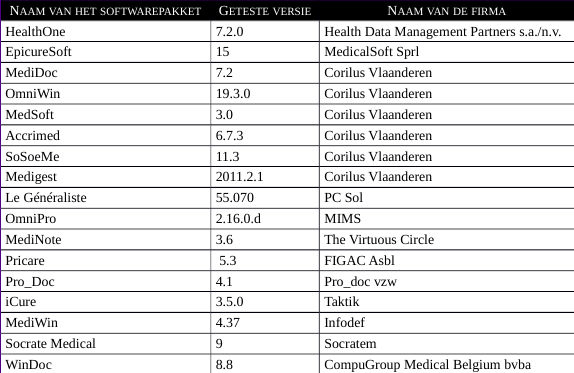 NAAM VAN HET SOFTWAREPAKKET GETESTE VERSIE NAAM VAN DE FIRMA
HealthOne 7.2.0 Health Data Management Partners s.a./n.v.
EpicureSoft 15 MedicalSoft Sprl
MediDoc 7.2 Corilus Vlaanderen
OmniWin 19.3.0 Corilus Vlaanderen
MedSoft 3.0 Corilus Vlaanderen
Accrimed 6.7.3 Corilus Vlaanderen
SoSoeMe 11.3 Corilus Vlaanderen
Medigest 2011.2.1 Corilus Vlaanderen
Le Généraliste 55.070 PC Sol
OmniPro 2.16.0.d MIMS
MediNote 3.6 The Virtuous Circle
Pricare 5.3 FIGAC Asbl
Pro_Doc 4.1 Pro_doc vzw
iCure 3.5.0 Taktik
MediWin 4.37 Infodef
Socrate Medical 9 Socratem
WinDoc 8.8 CompuGroup Medical Belgium bvba